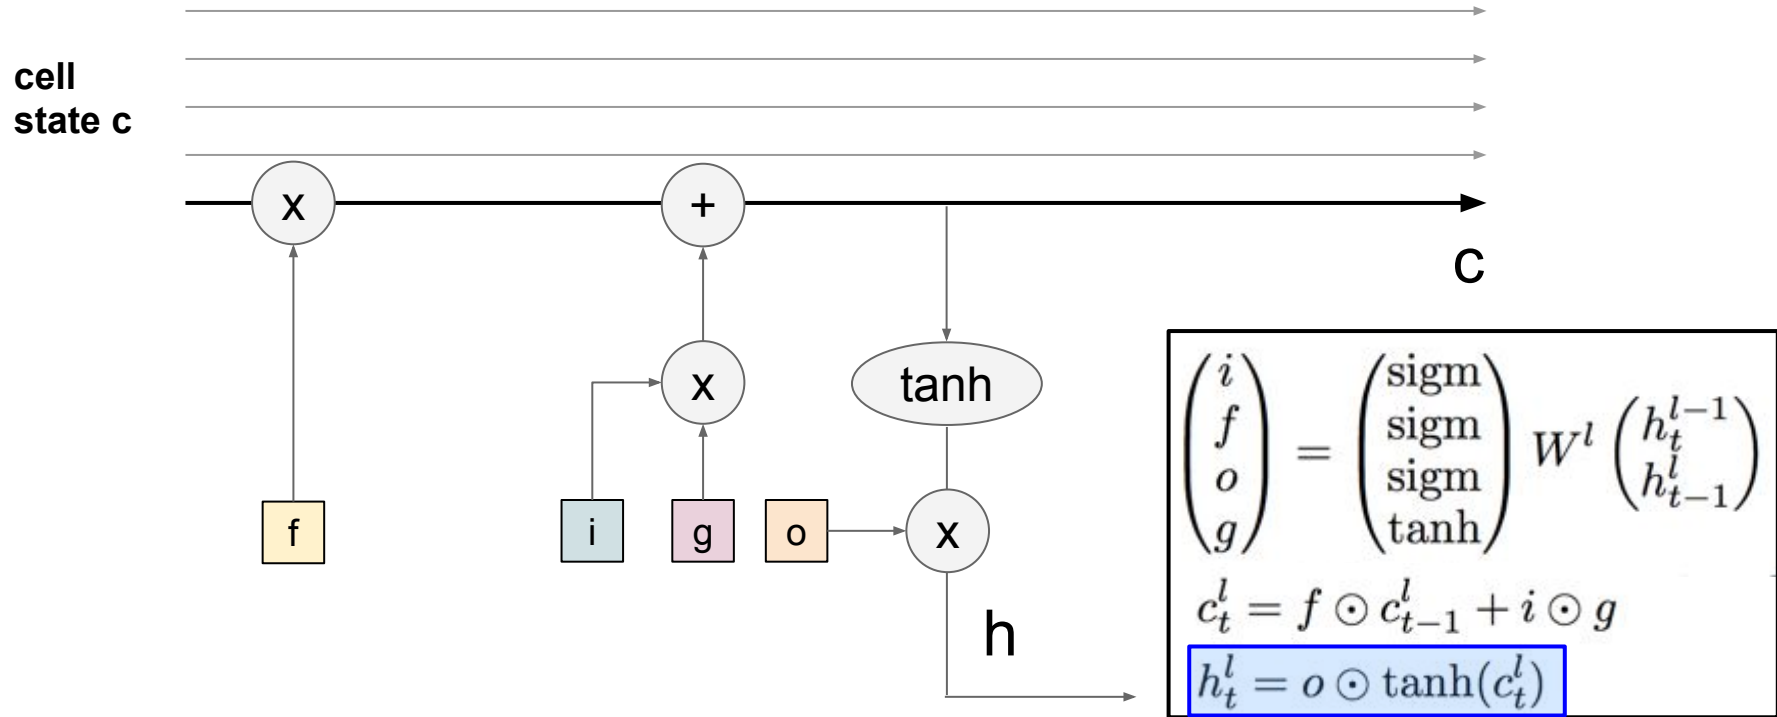 cell
state c
x
+
c
x
tanh
f
i
g
o
x
h
(i f o g) = (sigm sigm sigm tanh) W^l (h_t^{l-1} h_{t-1}^l)
c_t^l = f ⊙ c_{t-1}^l + i ⊙ g
h_t^l = o ⊙ tanh(c_t^l)